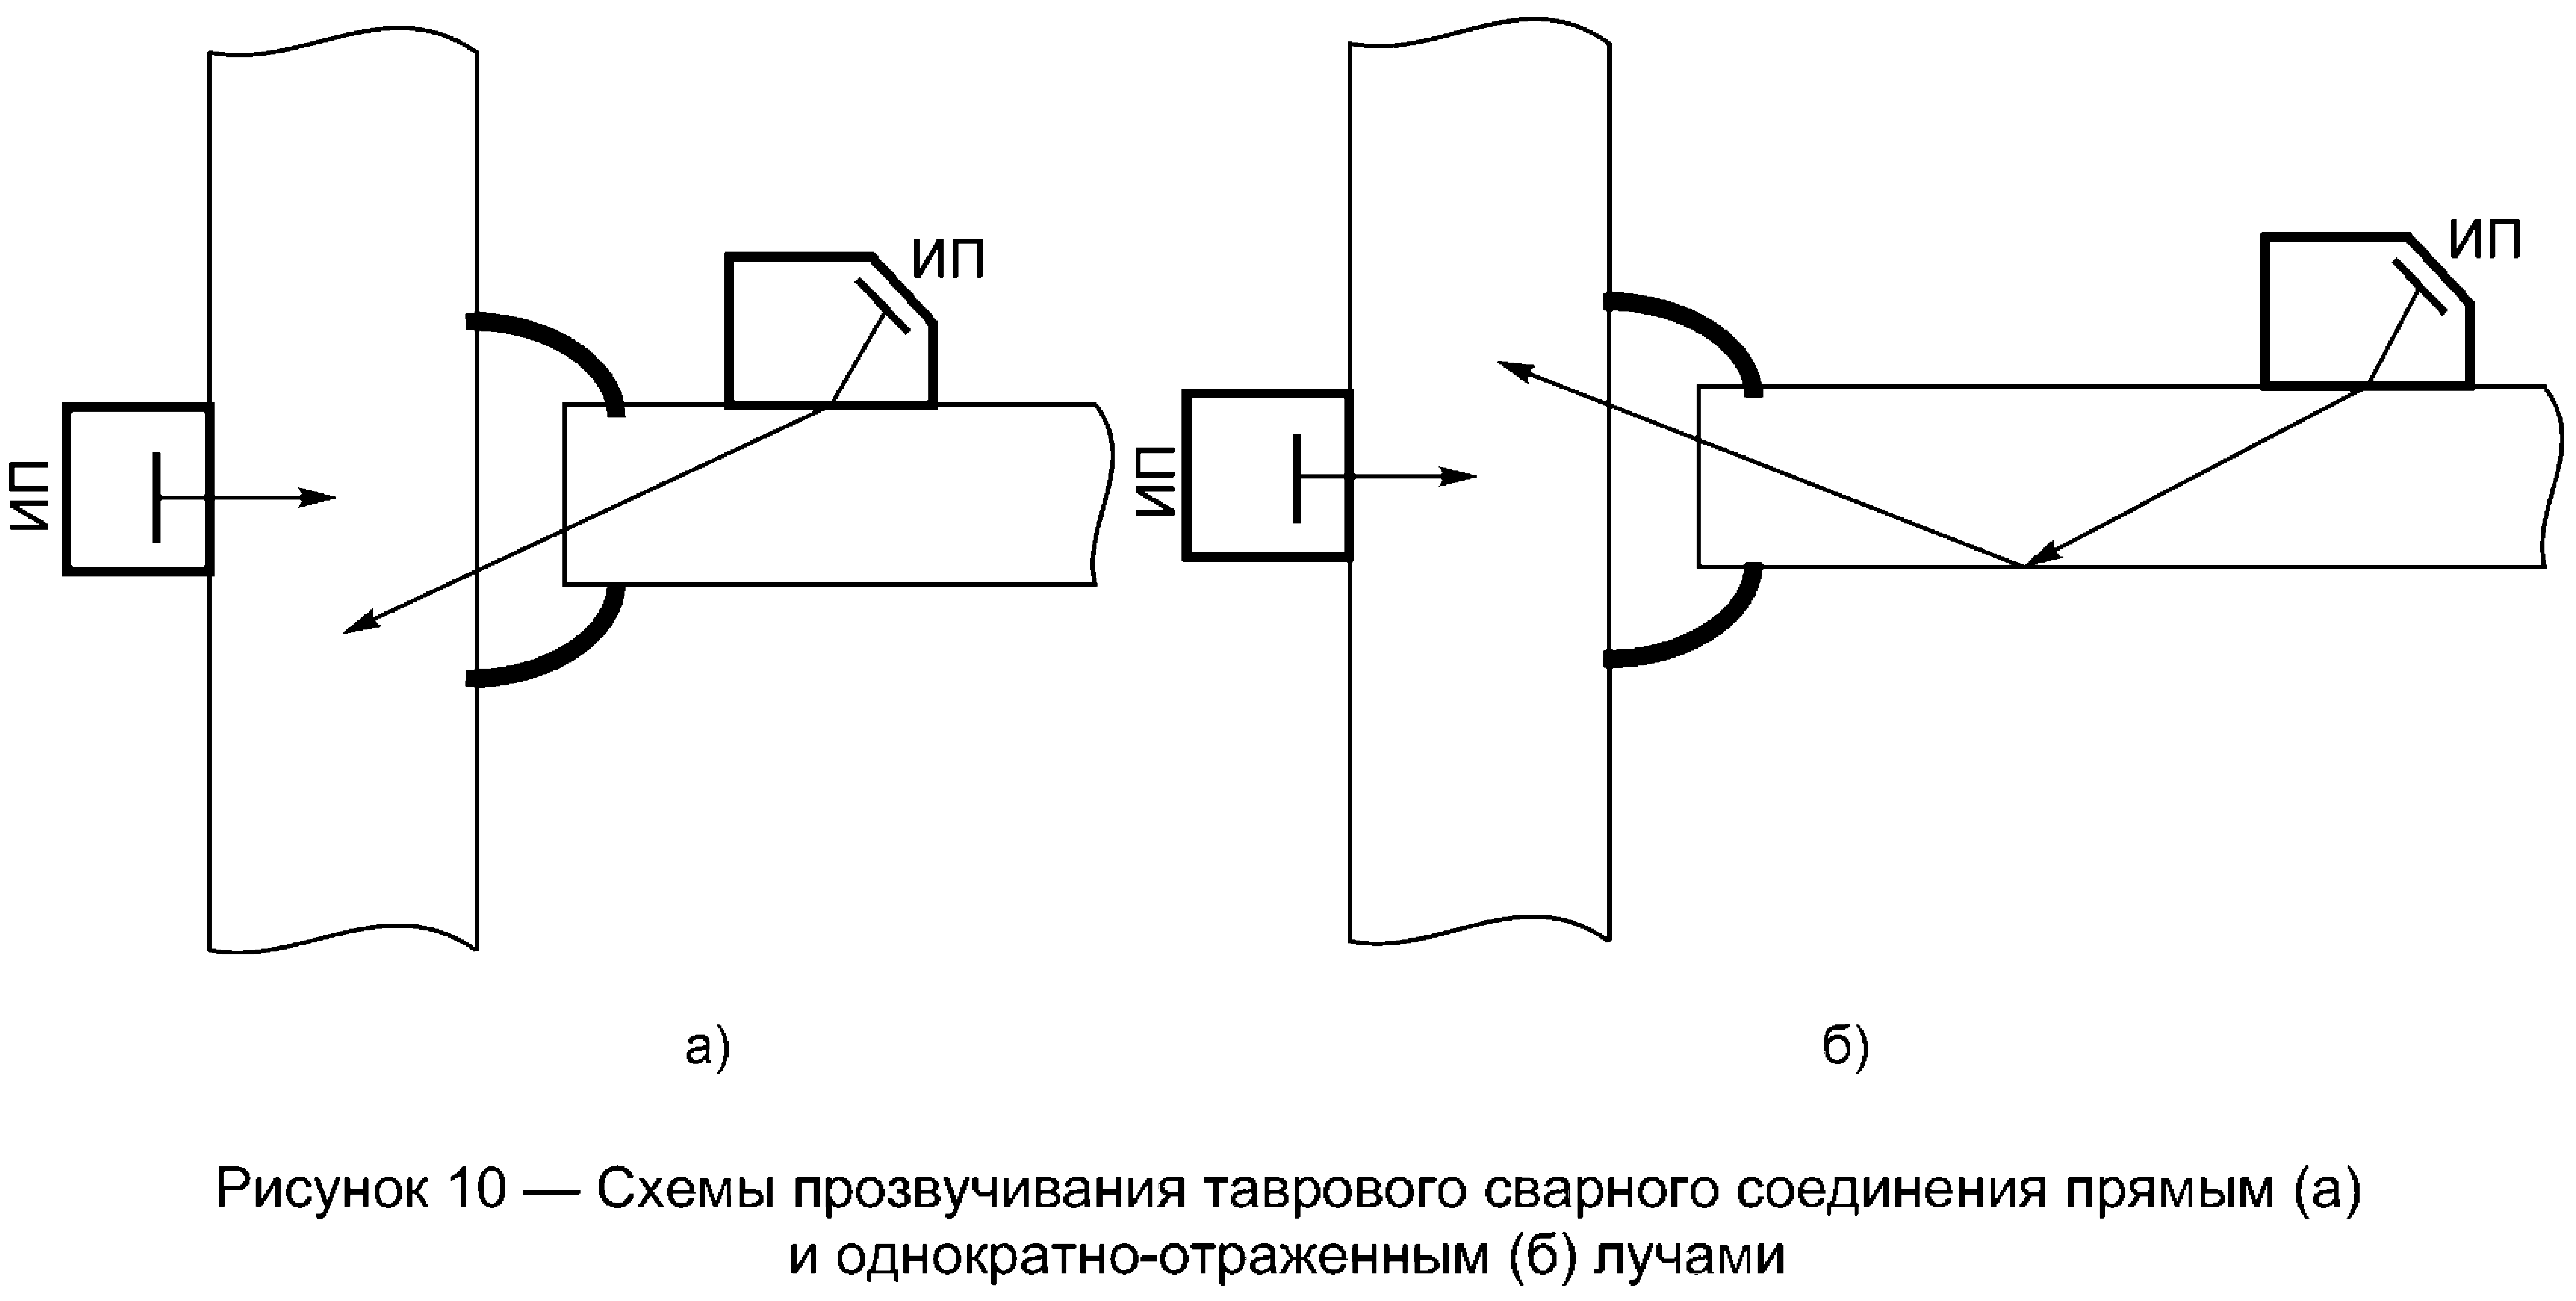 ИП
ИП
ИП
ИП
а)
б)
Рисунок 10 — Схемы прозвучивания таврового сварного соединения прямым (а)
и однократно-отраженным (б) лучами